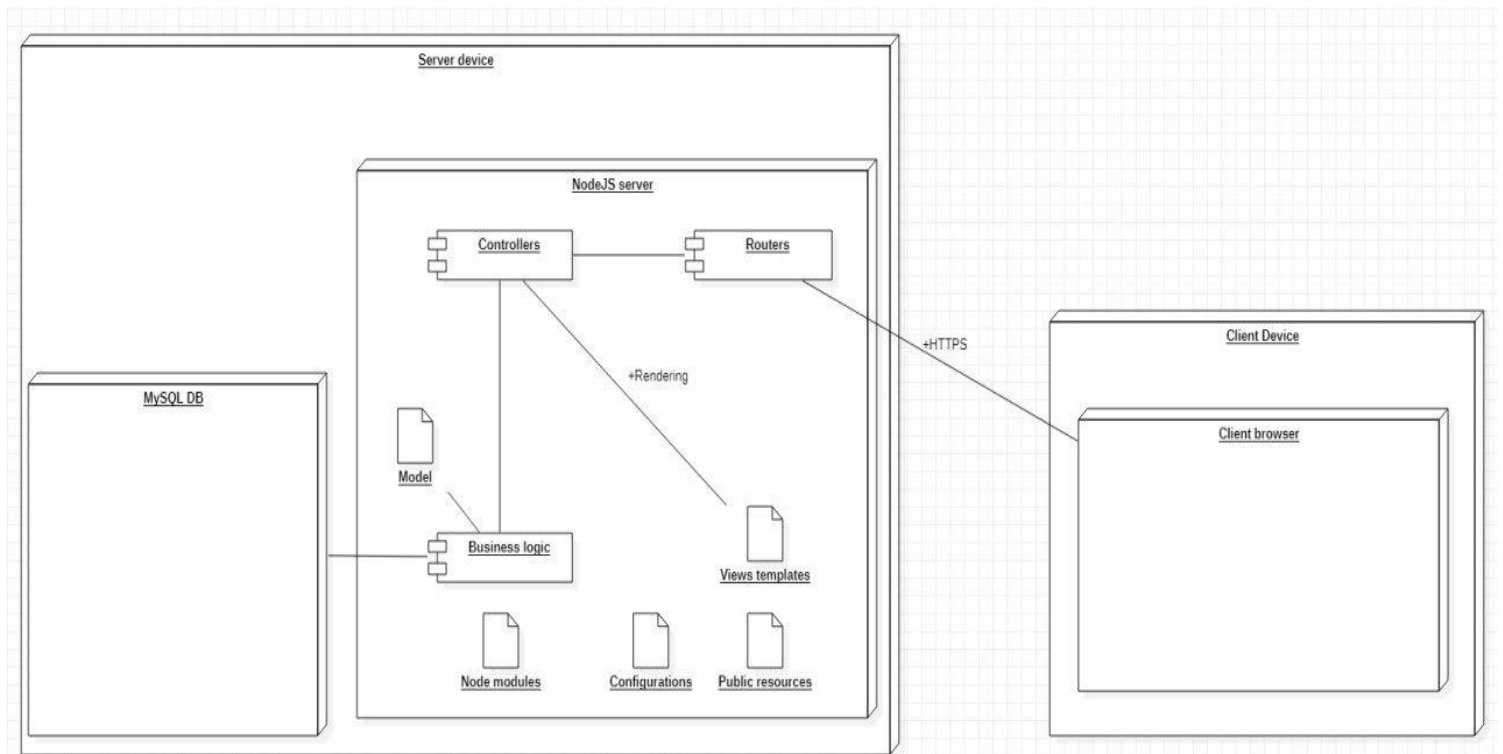 Server device
NodeJS server
Controllers
Routers
+HTTPS
Client Device
+Rendering
MySQL DB
Client browser
Model
Business logic
Views templates
Node modules
Configurations
Public resources